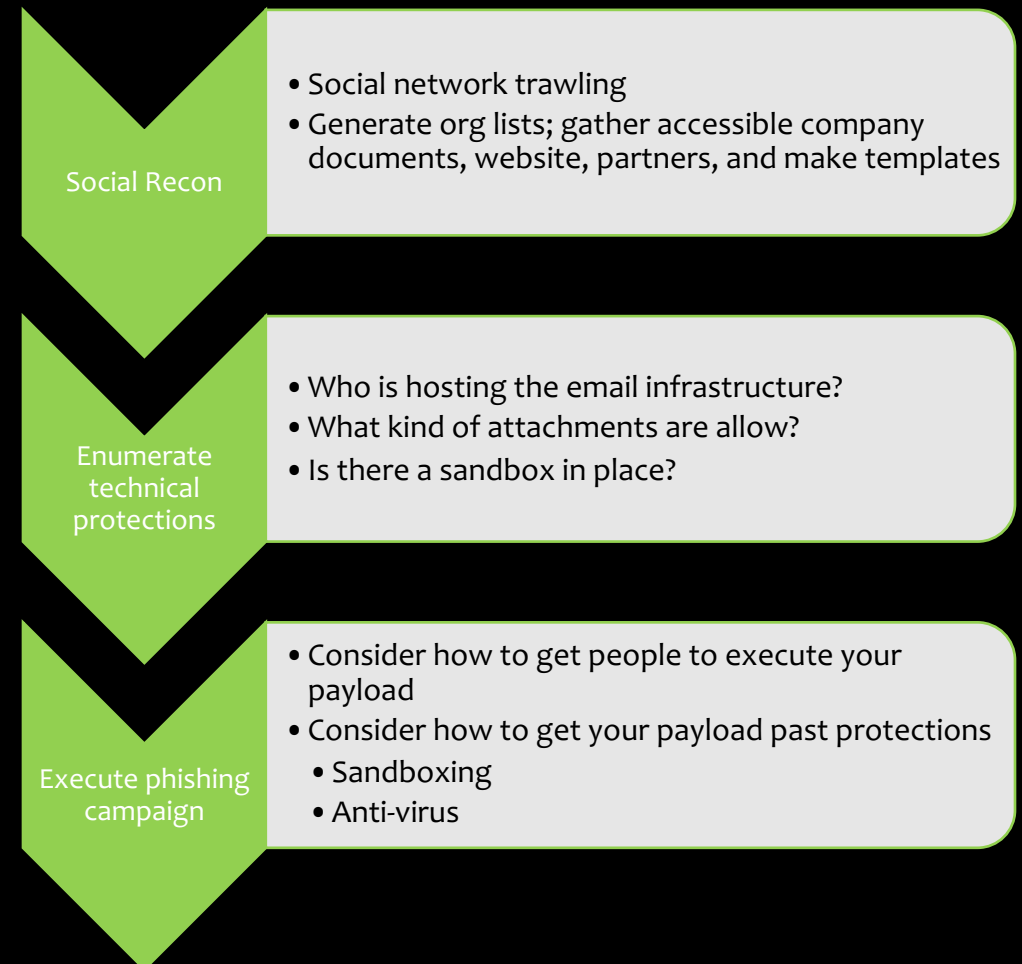 Social Recon
• Social network trawling
• Generate org lists; gather accessible company
documents, website, partners, and make templates
Enumerate
technical
protections
• Who is hosting the email infrastructure?
• What kind of attachments are allow?
• Is there a sandbox in place?
Execute phishing
campaign
• Consider how to get people to execute your
payload
• Consider how to get your payload past protections
• Sandboxing
• Anti-virus